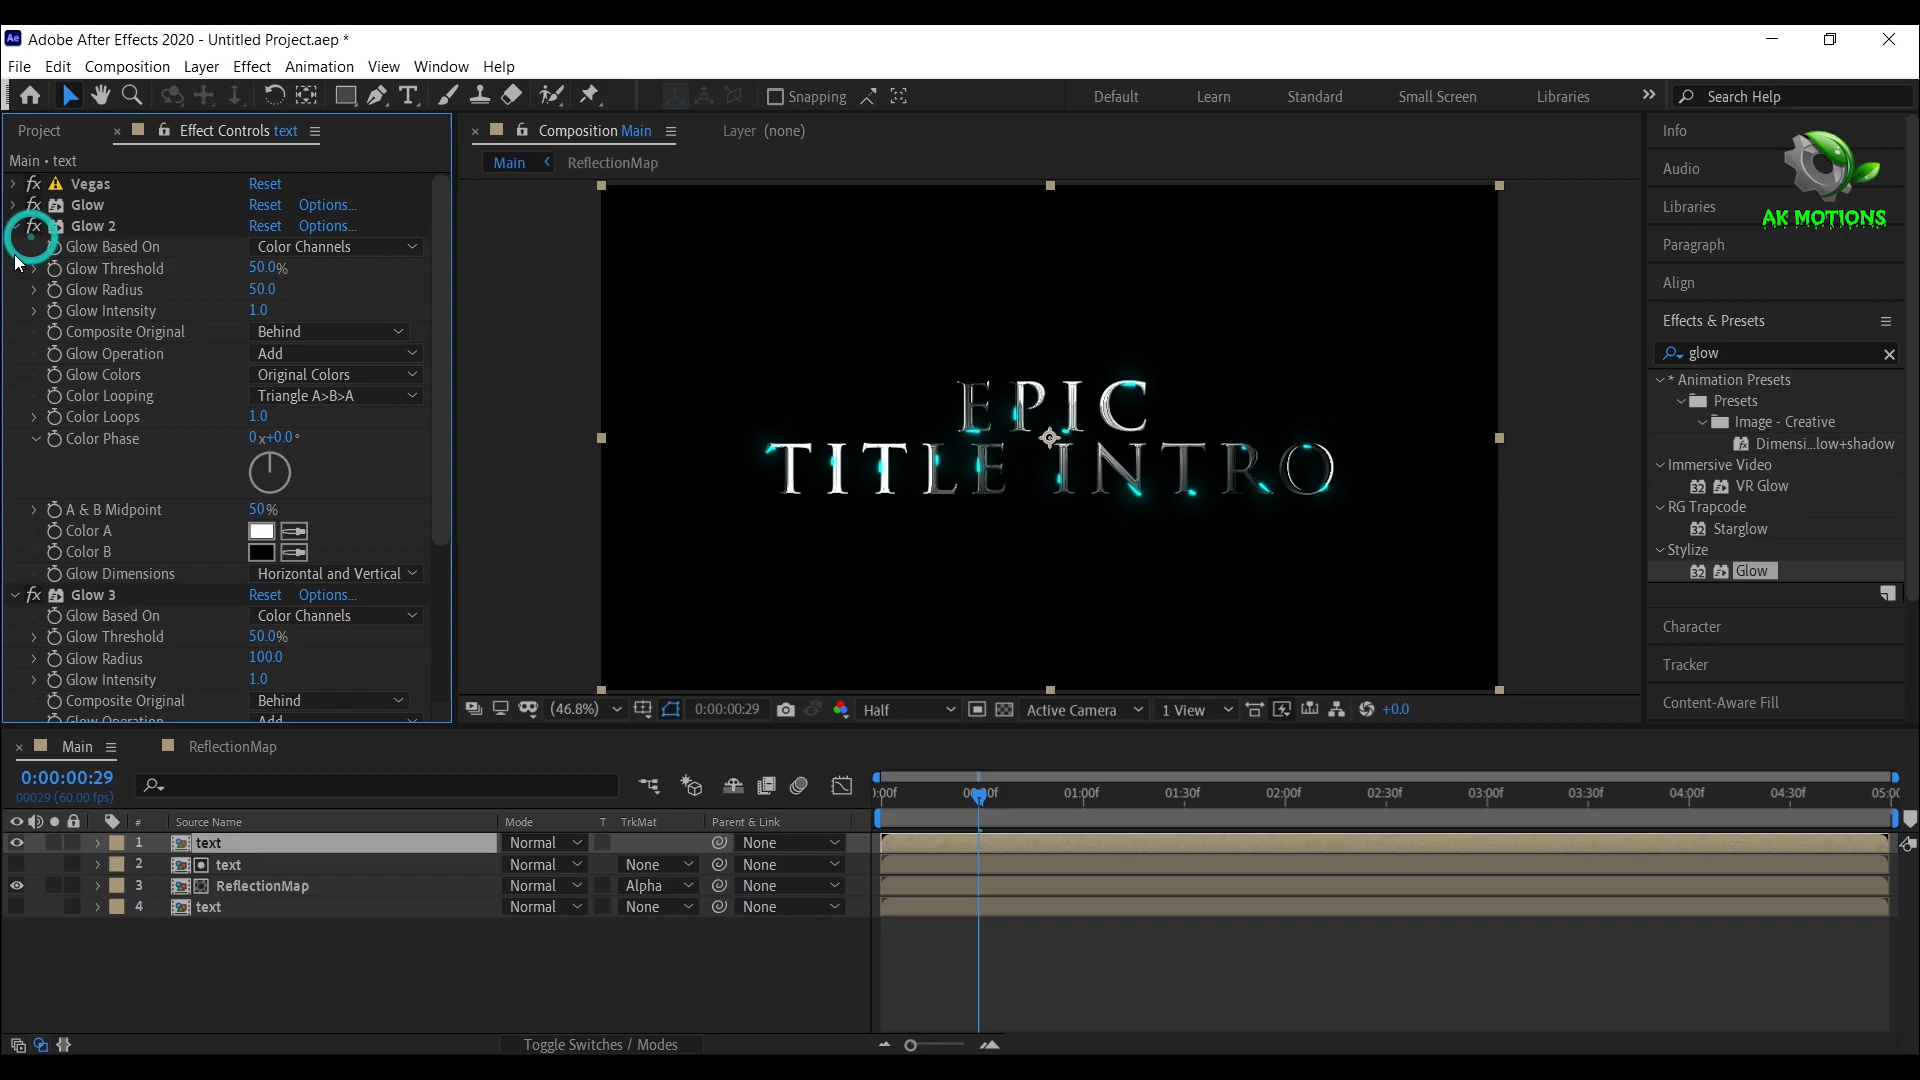 Ae Adobe After Effects 2020 - Untitled Project.aep *
File Edit Composition Layer Effect Animation View Window Help
Snapping Default Learn Standard Small Screen Libraries Search Help
Project Effect Controls text
Main • text
fx Vegas Reset
fx Glow Reset Options...
fx Glow 2 Reset Options...
Glow Based On Color Channels
Glow Threshold 50.0%
Glow Radius 50.0
Glow Intensity 1.0
Composite Original Behind
Glow Operation Add
Glow Colors Original Colors
Color Looping Triangle A>B>A
Color Loops 1.0
Color Phase 0x+0.0°
A & B Midpoint 50%
Color A
Color B
Glow Dimensions Horizontal and Vertical
fx Glow 3 Reset Options...
Glow Based On Color Channels
Glow Threshold 50.0%
Glow Radius 100.0
Glow Intensity 1.0
Composite Original Behind
Glow Operation Add
Composition Main Layer (none)
Main ReflectionMap
EPIC
TITLE INTRO
(46.8%) 0:00:00:29 Half Active Camera 1 View +0.0
Info
Audio
Libraries
Paragraph
Align
AK MOTIONS
Effects & Presets
glow
* Animation Presets
Presets
Image - Creative
Dimensi...low+shadow
Immersive Video
32 VR Glow
RG Trapcode
32 Starglow
Stylize
32 Glow
Character
Tracker
Content-Aware Fill
Main ReflectionMap
0:00:00:29
00029 (60.00 fps)
# Source Name Mode T TrkMat Parent & Link
1 text Normal None
2 text Normal None None
3 ReflectionMap Normal Alpha None
4 text Normal None None
01:00f 01:30f 02:00f 02:30f 03:00f 03:30f 04:00f 04:30f
Toggle Switches / Modes